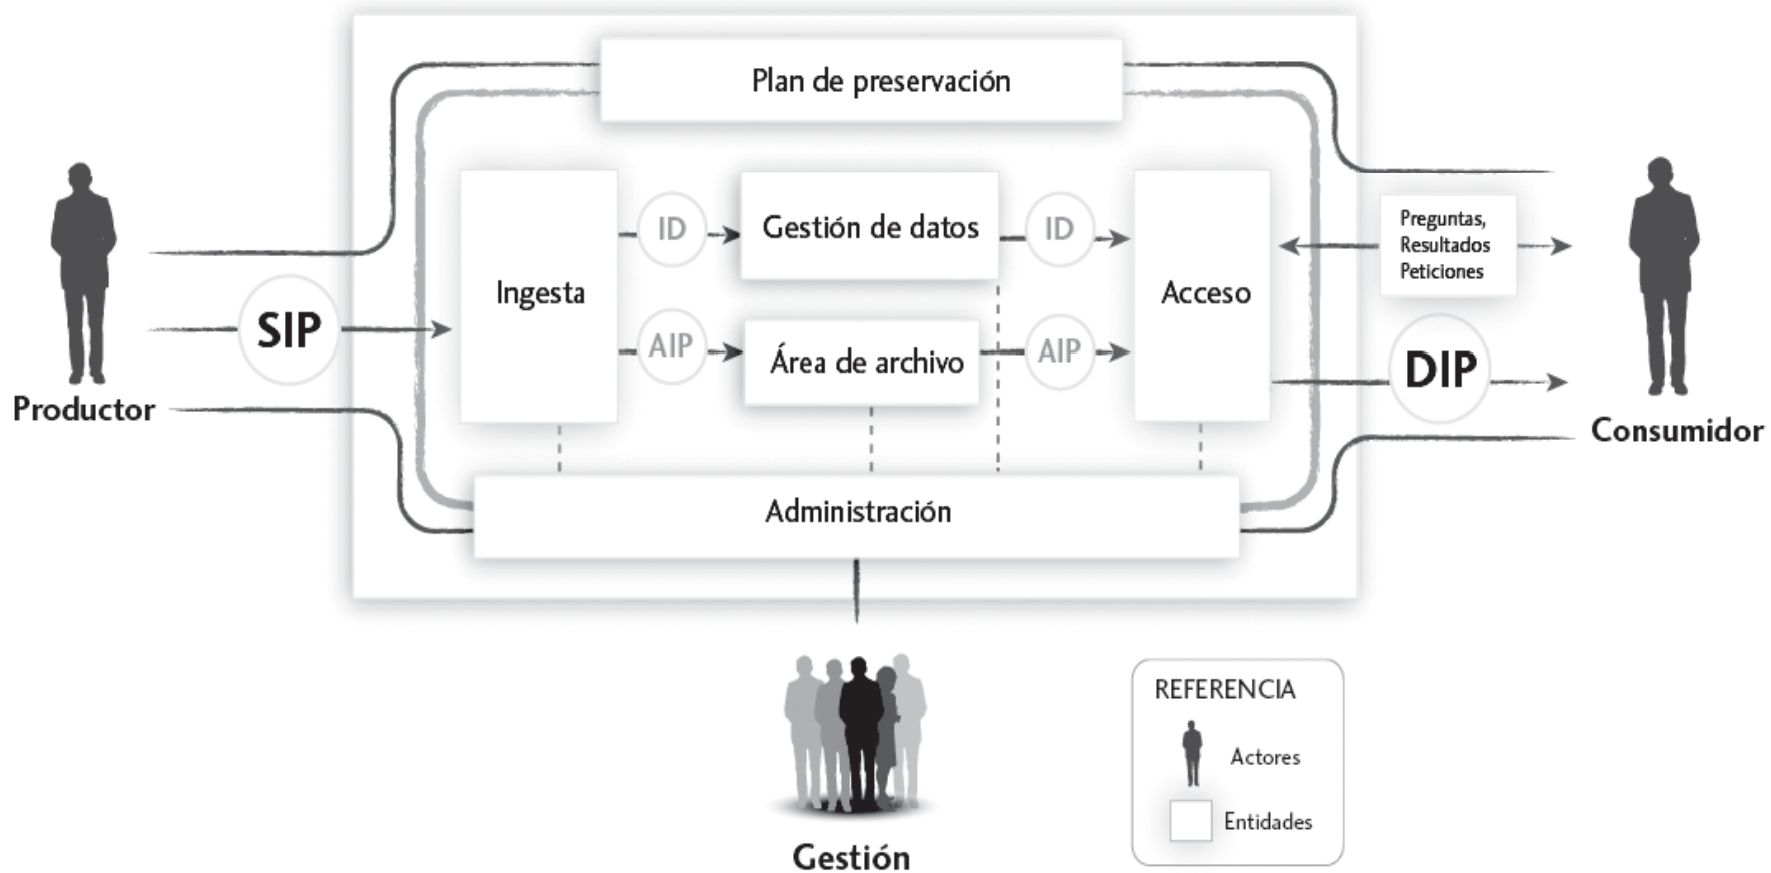 Plan de preservación
Productor
SIP
Ingesta
ID
AIP
Gestión de datos
Área de archivo
ID
AIP
Acceso
Preguntas,
Resultados
Peticiones
DIP
Consumidor
Administración
Gestión
REFERENCIA
Actores
Entidades